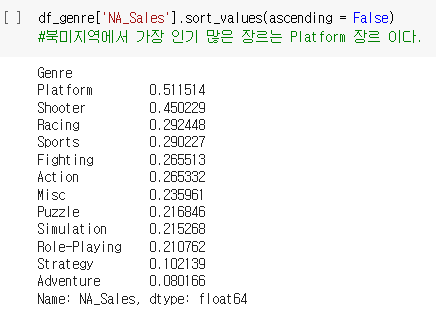 [ ] df_genre['NA_Sales'].sort_values(ascending = False)
#북미지역에서 가장 인기 많은 장르는 Platform 장르 이다.
Genre
Platform 0.511514
Shooter 0.450229
Racing 0.292448
Sports 0.290227
Fighting 0.265513
Action 0.265332
Misc 0.235961
Puzzle 0.216846
Simulation 0.215268
Role-Playing 0.210762
Strategy 0.102139
Adventure 0.080166
Name: NA_Sales, dtype: float64